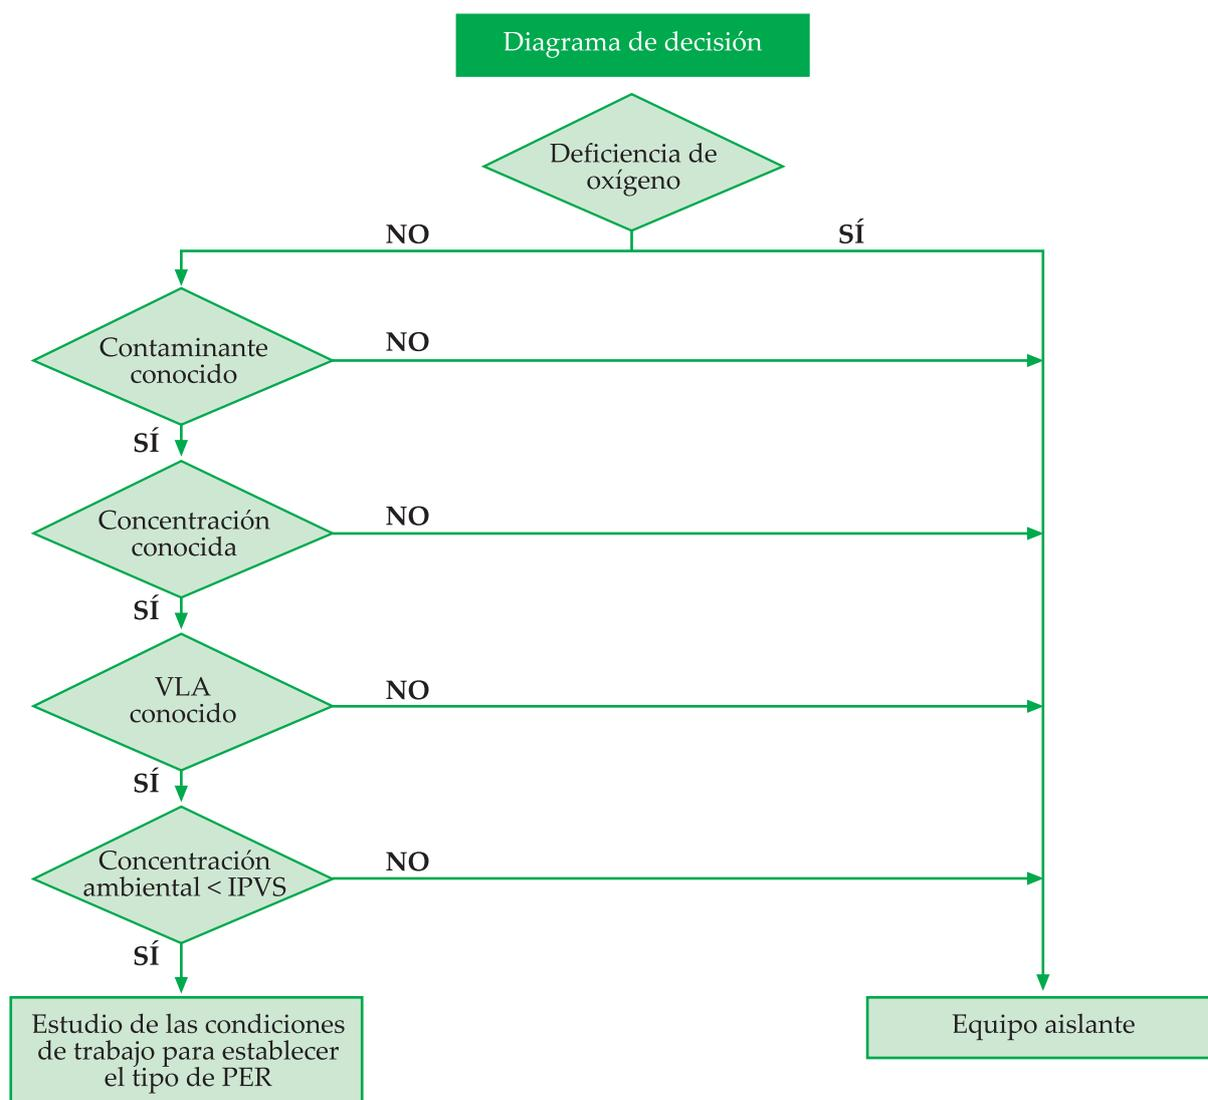 Diagrama de decisión
Deficiencia de
oxígeno
NO
SÍ
Contaminante
conocido
NO
SÍ
Concentración
conocida
NO
SÍ
VLA
conocido
NO
SÍ
Concentración
ambiental < IPVS
NO
SÍ
Estudio de las condiciones
de trabajo para establecer
el tipo de PER
Equipo aislante